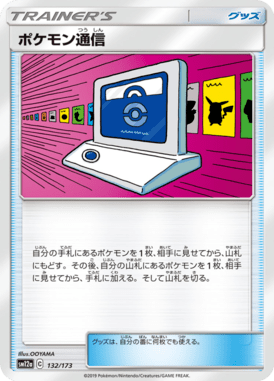 TRAINER'S
グッズ
ポケモン通信
つう しん
自分の手札にあるポケモンを1枚、相手に見せてから、山札
にもどす。その後、自分の山札にあるポケモンを1枚、相手
に見せてから、手札に加える。そして山札を切る。
Illus. OOYAMA
SM12a C 132/173
グッズは、自分の番に何枚でも使える。
©2019 Pokémon/Nintendo/Creatures/GAME FREAK.